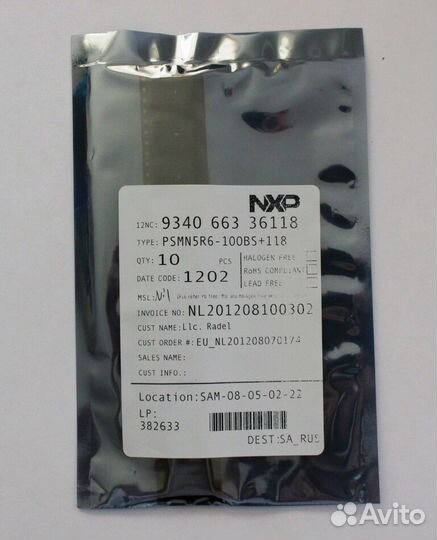 NXP
12NC: 9340 663 36118
TYPE: PSMN5R6-100BS+118
QTY: 10 PCS
HALOGEN FREE
DATE CODE: 1202
RoHS COMPLIANT
LEAD FREE
MSL: N/A
INVOICE NO: NL201208100302
CUST NAME: Llc. Radel
CUST ORDER #: EU_NL201208070174
SALES NAME:
CUST INFO.:
Location: SAM-08-05-02-22
LP:
382633
DEST: SA_RUS
Avito